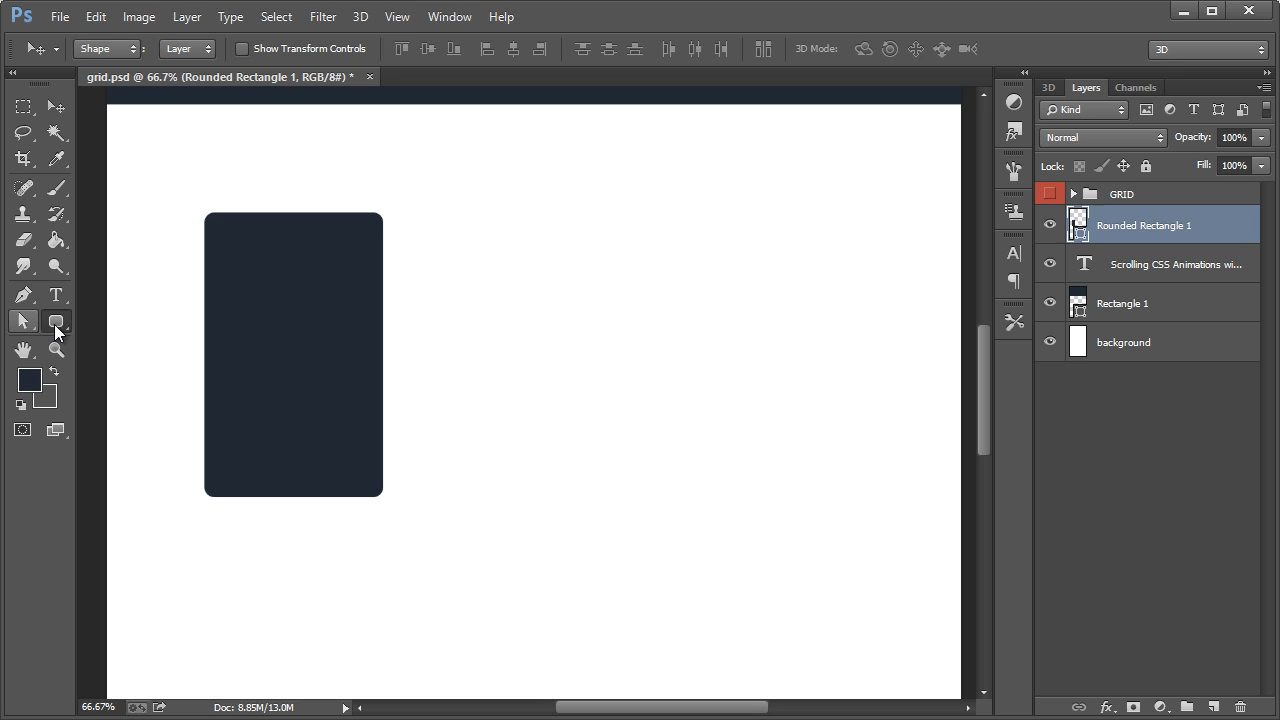 Ps File Edit Image Layer Type Select Filter 3D View Window Help
Shape : Layer Show Transform Controls 3D Mode: 3D
grid.psd @ 66.7% (Rounded Rectangle 1, RGB/8#) * ×
3D Layers Channels
Kind T
Normal Opacity: 100%
Lock: Fill: 100%
GRID
Rounded Rectangle 1
T Scrolling CSS Animations wi...
Rectangle 1
background
A
T
66.67% Doc: 8.85M/13.0M
fx.